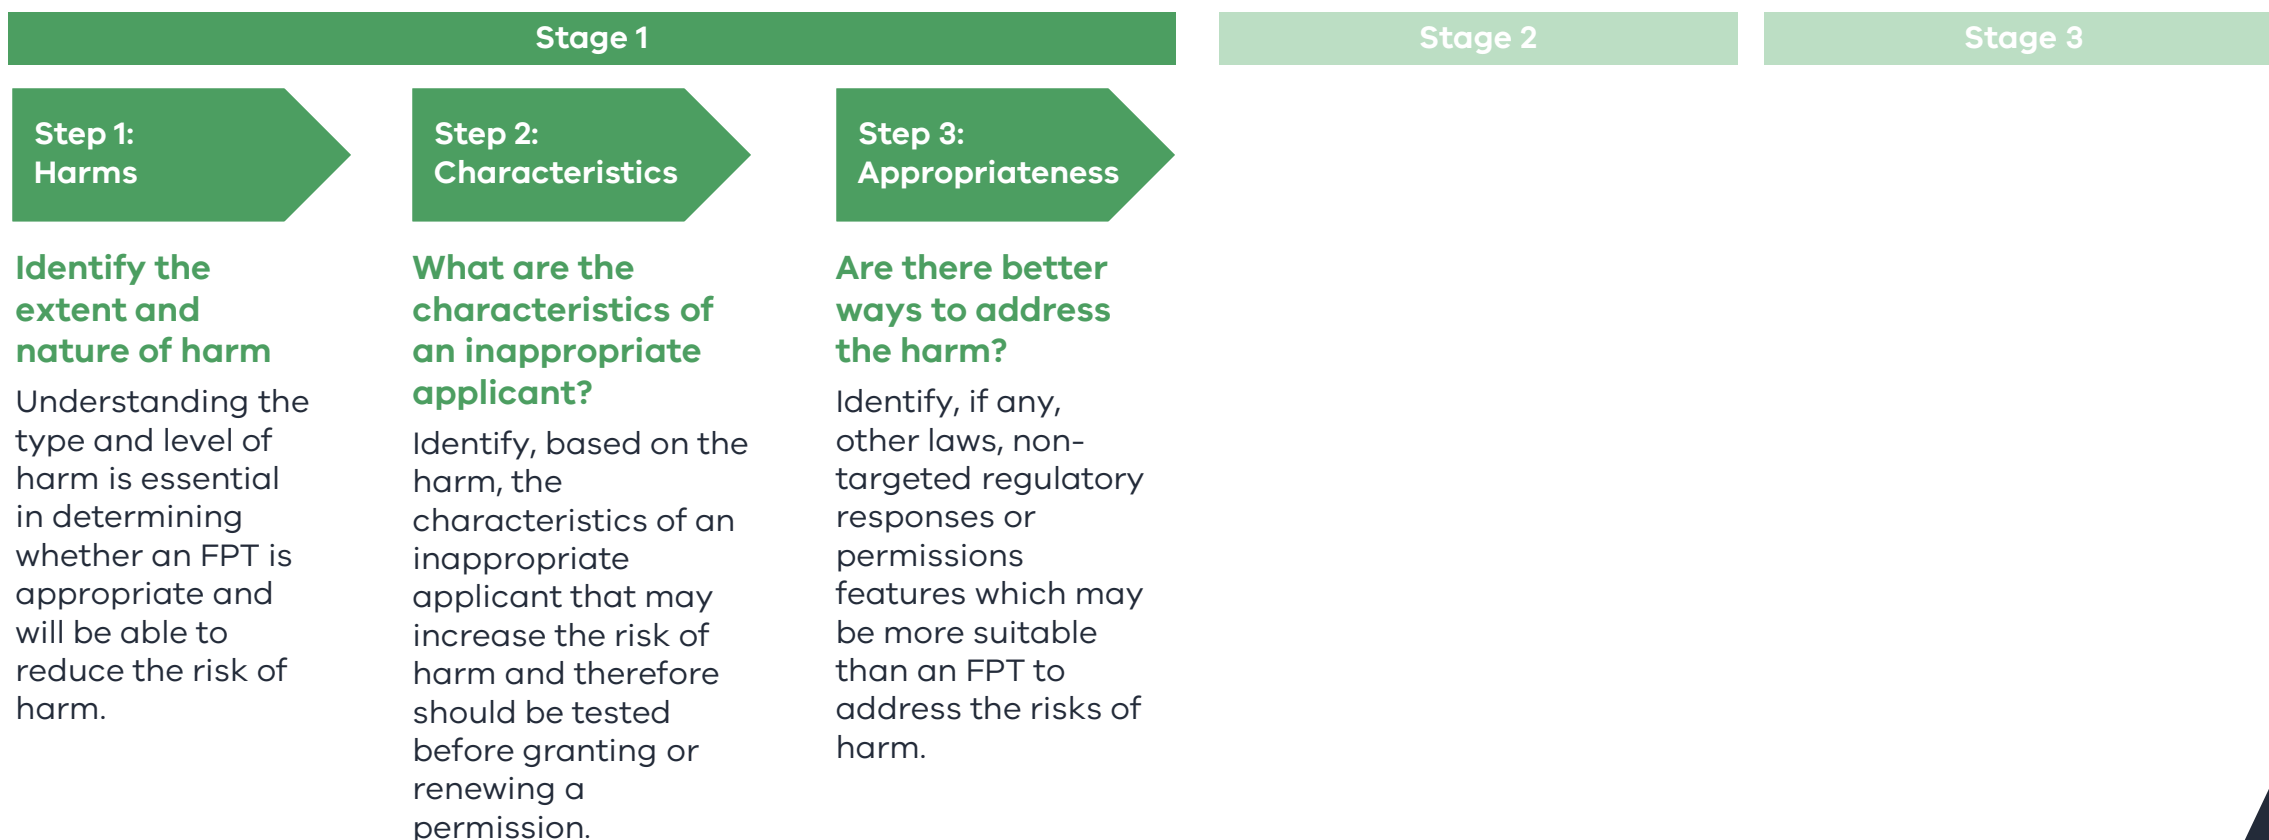 Stage 1
Stage 2
Stage 3
Step 1:
Harms
Identify the
extent and
nature of harm
Understanding the
type and level of
harm is essential
in determining
whether an FPT is
appropriate and
will be able to
reduce the risk of
harm.
Step 2:
Characteristics
What are the
characteristics of
an inappropriate
applicant?
Identify, based on the
harm, the
characteristics of an
inappropriate
applicant that may
increase the risk of
harm and therefore
should be tested
before granting or
renewing a
permission.
Step 3:
Appropriateness
Are there better
ways to address
the harm?
Identify, if any,
other laws, non-
targeted regulatory
responses or
permissions
features which may
be more suitable
than an FPT to
address the risks of
harm.